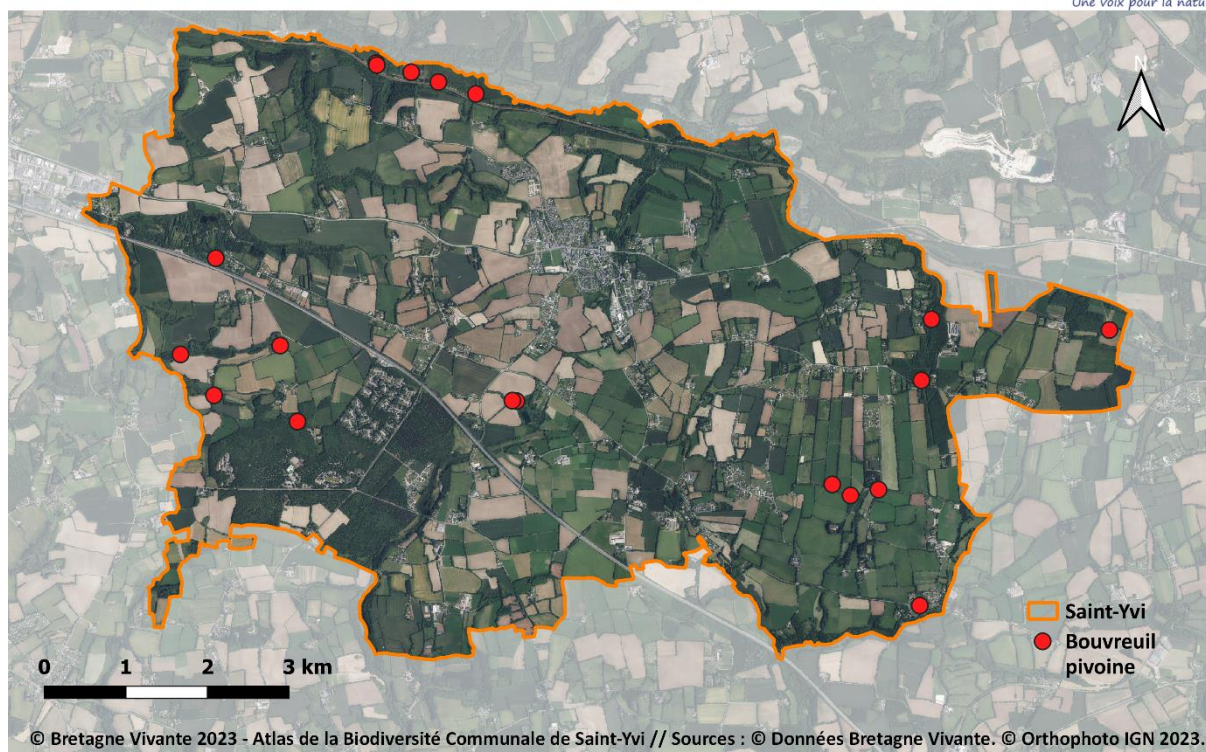 Une voix pour la natu
N
Saint-Yvi
Bouvreuil
pivoine
0 1 2 3 km
© Bretagne Vivante 2023 - Atlas de la Biodiversité Communale de Saint-Yvi // Sources : © Données Bretagne Vivante. © Orthophoto IGN 2023.